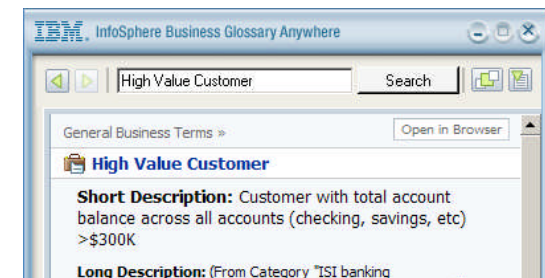 IBM. InfoSphere Business Glossary Anywhere
High Value Customer Search
General Business Terms » Open in Browser
High Value Customer
Short Description: Customer with total account
balance across all accounts (checking, savings, etc)
>$300K
Long Description: (From Category "ISI banking